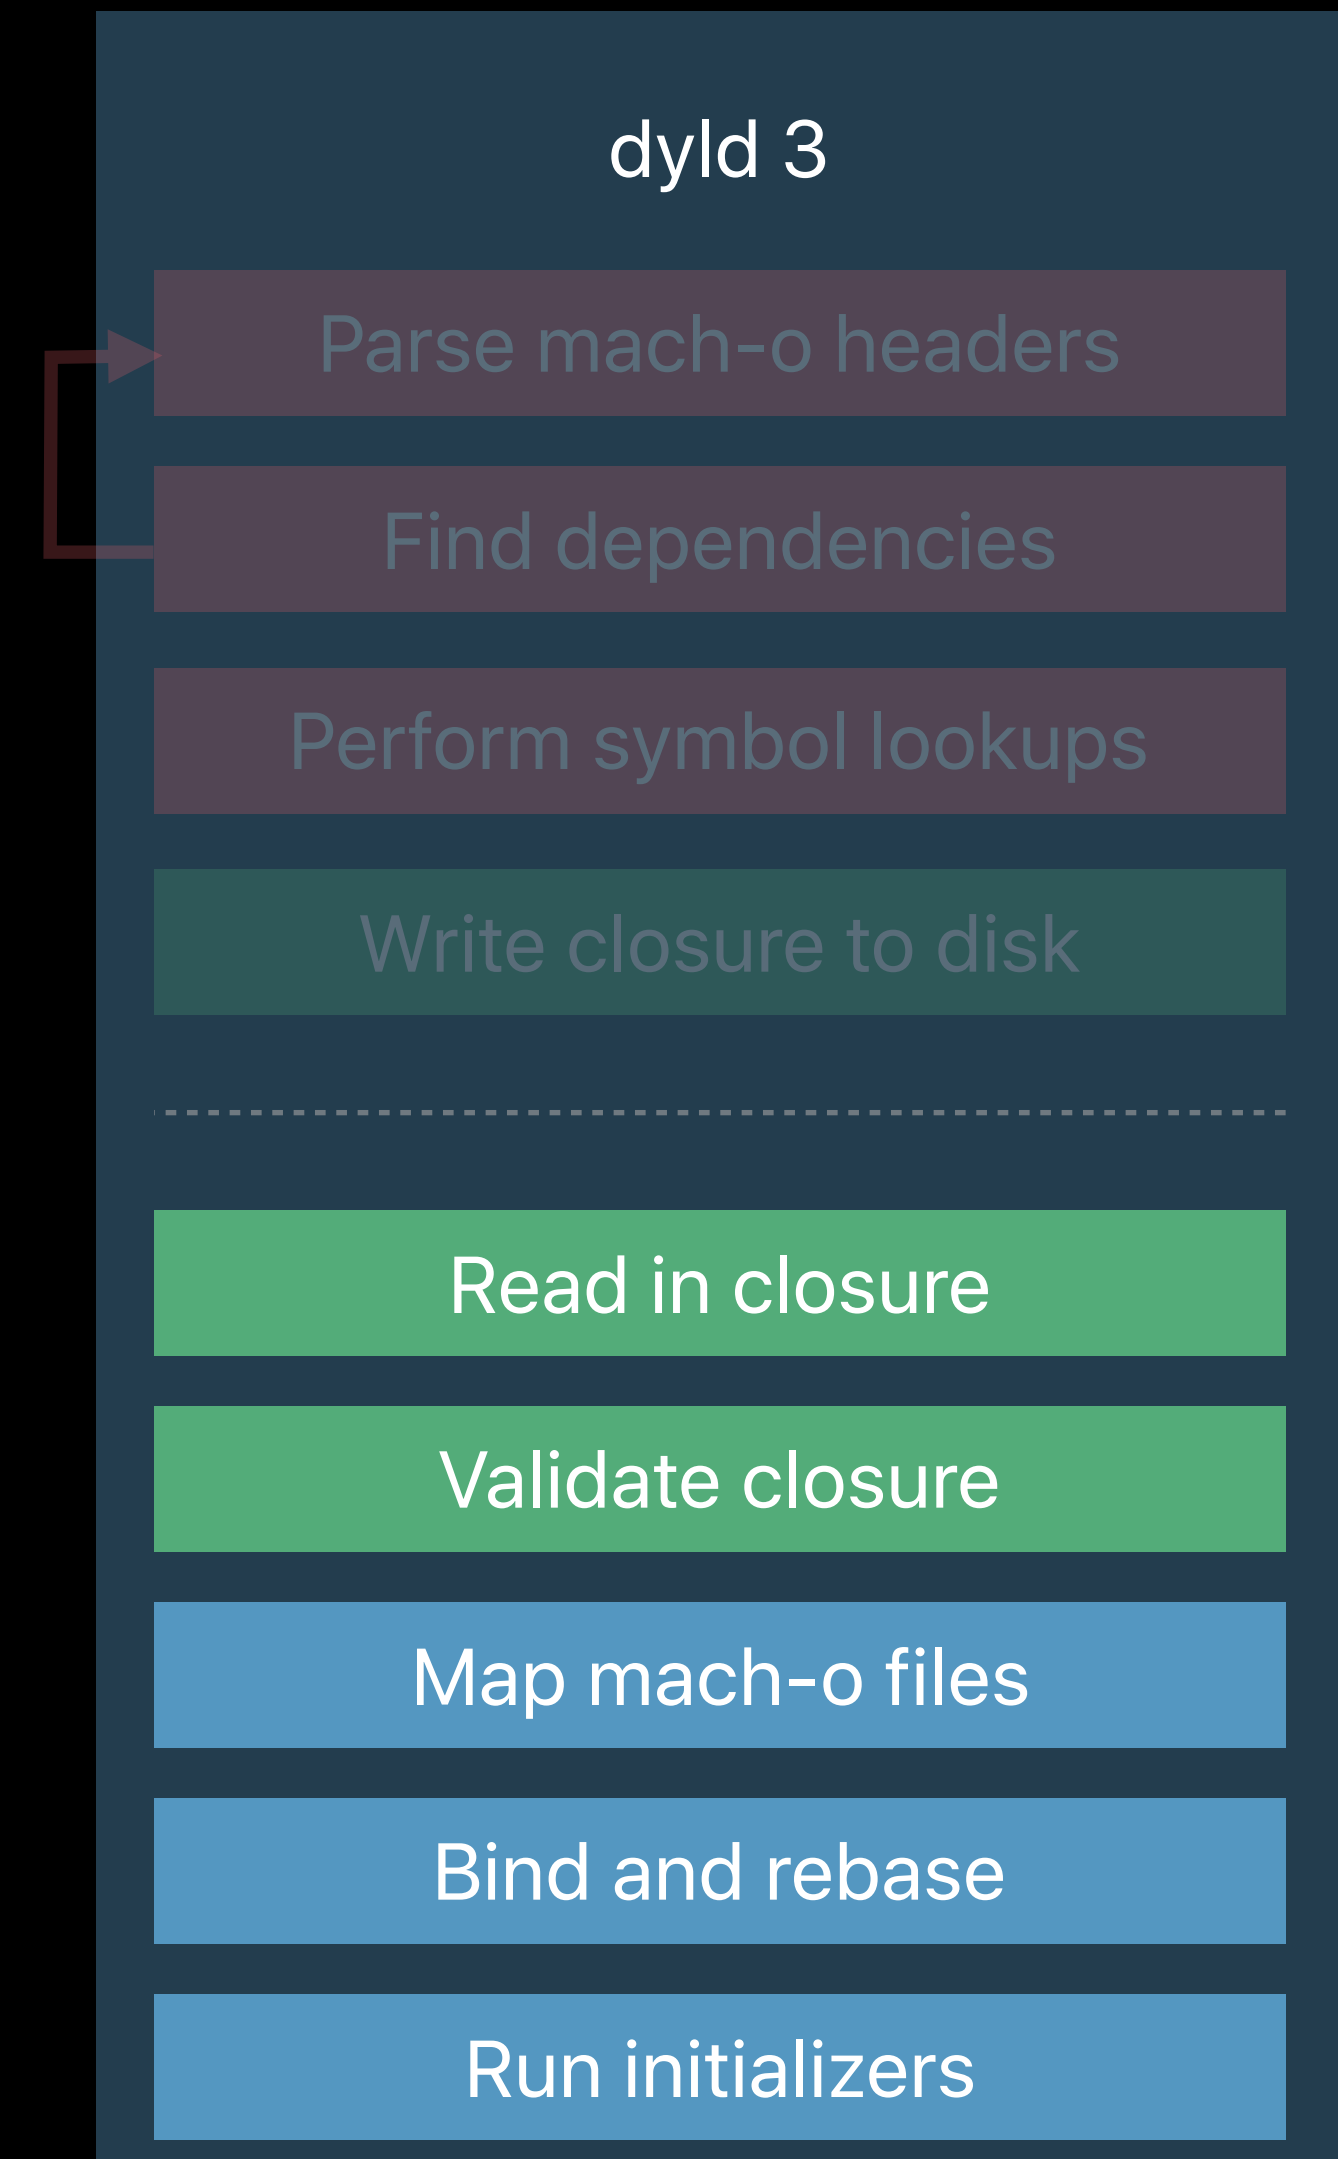 dyld 3
Parse mach-o headers
Find dependencies
Perform symbol lookups
Write closure to disk
Read in closure
Validate closure
Map mach-o files
Bind and rebase
Run initializers